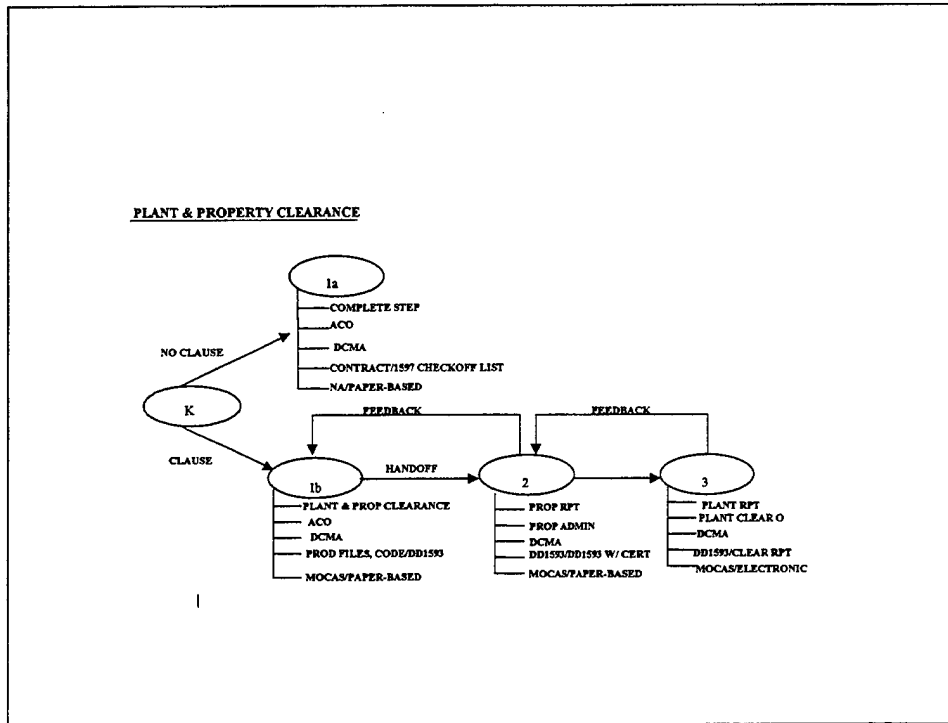 PLANT & PROPERTY CLEARANCE
1a
COMPLETE STEP
ACO
DCMA
CONTRACT/1597 CHECKOFF LIST
NA/PAPER-BASED
NO CLAUSE
K
CLAUSE
FEEDBACK
FEEDBACK
1b
HANDOFF
2
3
PLANT & PROP CLEARANCE
ACO
DCMA
PROD FILES, CODE/DD1593
MOCAS/PAPER-BASED
PROP RPT
PROP ADMIN
DCMA
DD1593/DD1593 W/ CERT
MOCAS/PAPER-BASED
PLANT RPT
PLANT CLEAR O
DCMA
DD1593/CLEAR RPT
MOCAS/ELECTRONIC